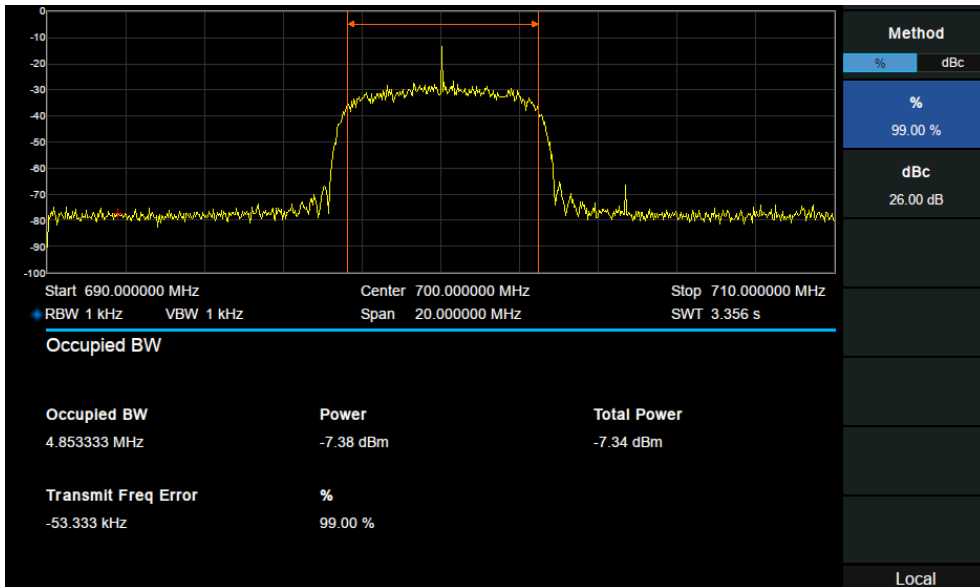 0
-10
-20
-30
-40
-50
-60
-70
-80
-90
-100
Start 690.000000 MHz Center 700.000000 MHz Stop 710.000000 MHz
RBW 1 kHz VBW 1 kHz Span 20.000000 MHz SWT 3.356 s
Occupied BW
Occupied BW Power Total Power
4.853333 MHz -7.38 dBm -7.34 dBm
Transmit Freq Error %
-53.333 kHz 99.00 %
Method
% dBc
%
99.00 %
dBc
26.00 dB
Local